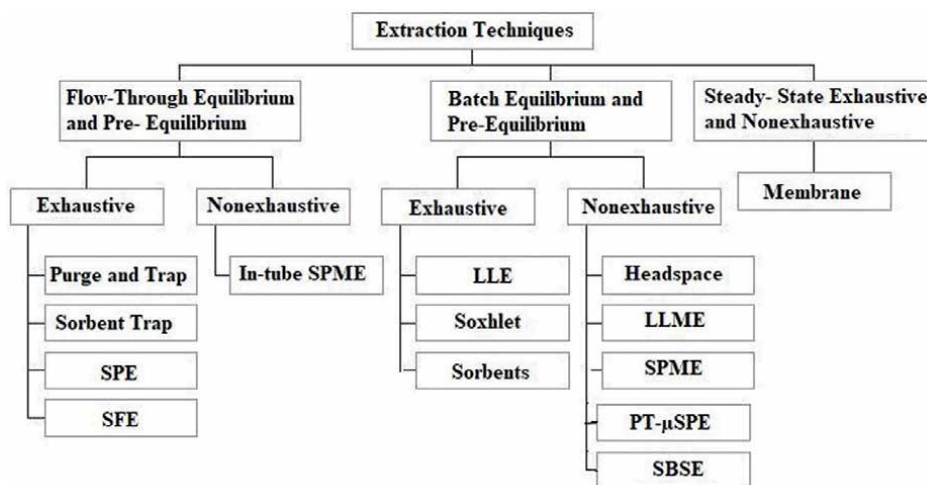 Extraction Techniques
Flow-Through Equilibrium
and Pre- Equilibrium
Batch Equilibrium and
Pre-Equilibrium
Steady- State Exhaustive
and Nonexhaustive
Exhaustive
Nonexhaustive
Exhaustive
Nonexhaustive
Membrane
Purge and Trap
Sorbent Trap
SPE
SFE
In-tube SPME
LLE
Soxhlet
Sorbents
Headspace
LLME
SPME
PT-µSPE
SBSE